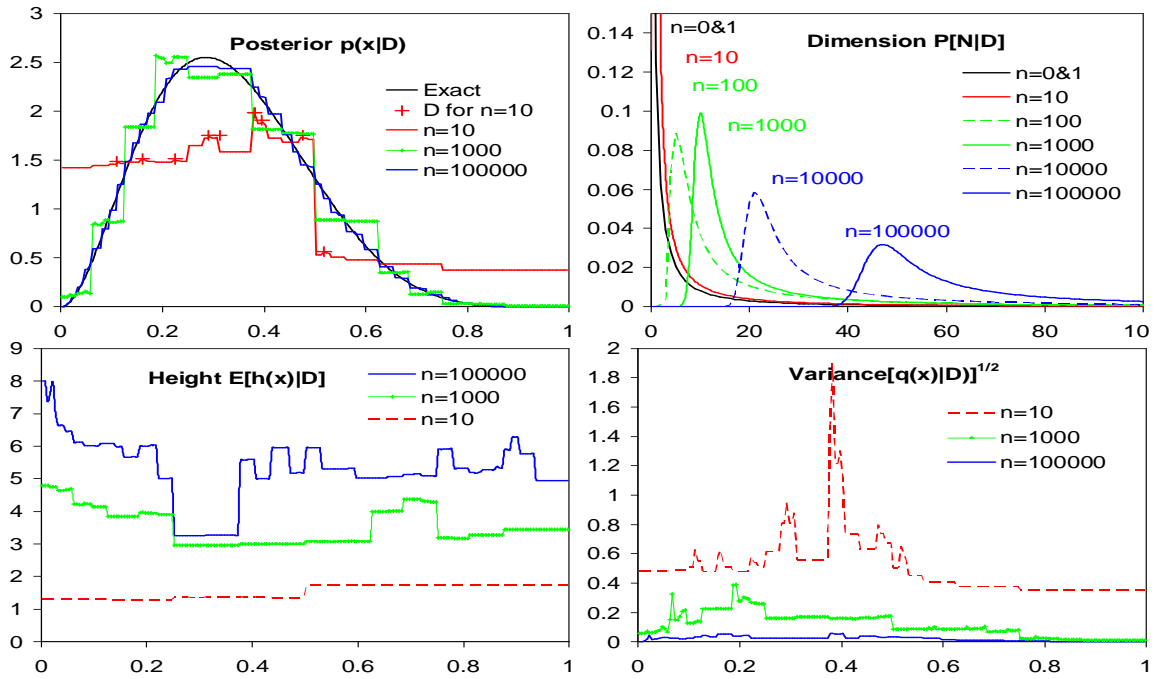 Posterior p(x|D)
Exact
D for n=10
n=10
n=1000
n=100000
3
2.5
2
1.5
1
0.5
0
0 0.2 0.4 0.6 0.8 1
Dimension P[N|D]
n=0&1
n=10
n=100
n=1000
n=10000
n=100000
n=0&1
n=10
n=100
n=1000
n=10000
n=100000
0.14
0.12
0.1
0.08
0.06
0.04
0.02
0
0 20 40 60 80 10
Height E[h(x)|D]
n=100000
n=1000
n=10
9
8
7
6
5
4
3
2
1
0
0 0.2 0.4 0.6 0.8 1
Variance[q(x)|D)]1/2
n=10
n=1000
n=100000
2
1.8
1.6
1.4
1.2
1
0.8
0.6
0.4
0.2
0
0 0.2 0.4 0.6 0.8 1